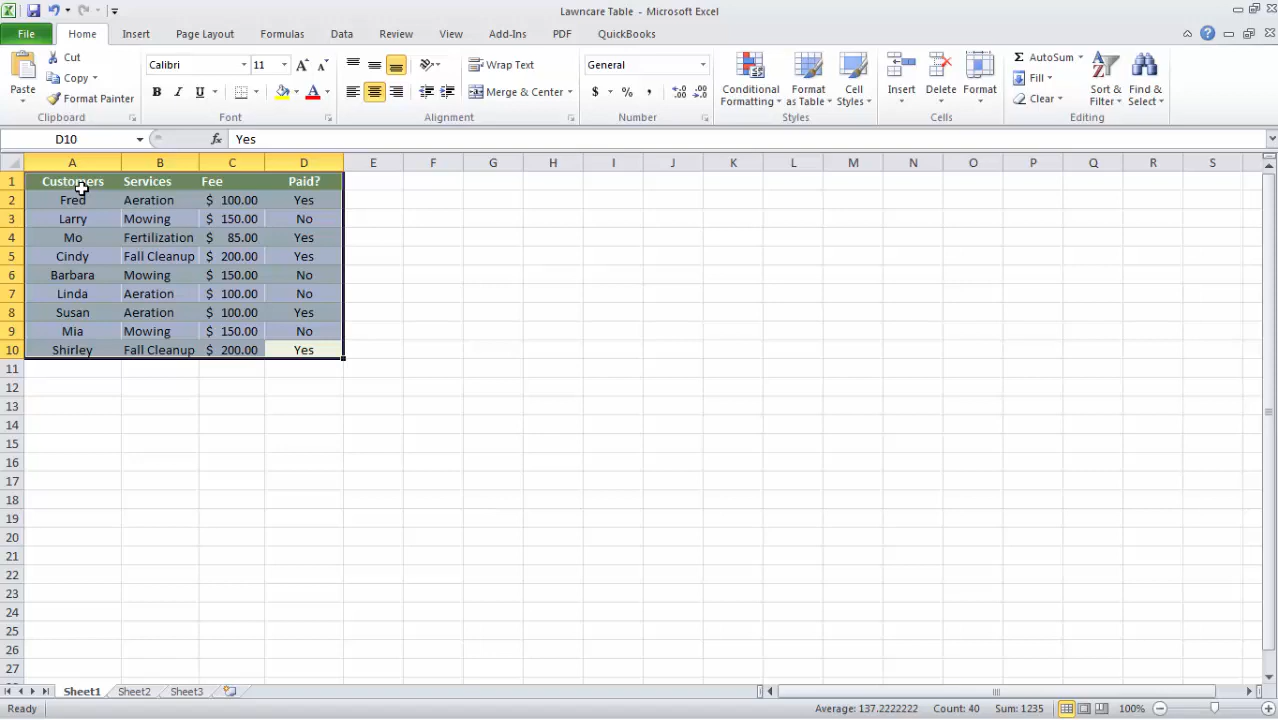 Lawncare Table - Microsoft Excel
File Home Insert Page Layout Formulas Data Review View Add-Ins PDF QuickBooks
Paste Cut Copy Format Painter Clipboard
Calibri 11 B I U Font
Wrap Text Merge & Center Alignment
General $ % , Number
Conditional Formatting Format as Table Cell Styles Styles
Insert Delete Format Cells
AutoSum Fill Clear Sort & Filter Find & Select Editing
D10 fx Yes
A B C D E F G H I J K L M N O P Q R S
1 Customers Services Fee Paid?
2 Fred Aeration $ 100.00 Yes
3 Larry Mowing $ 150.00 No
4 Mo Fertilization $ 85.00 Yes
5 Cindy Fall Cleanup $ 200.00 Yes
6 Barbara Mowing $ 150.00 No
7 Linda Aeration $ 100.00 No
8 Susan Aeration $ 100.00 Yes
9 Mia Mowing $ 150.00 No
10 Shirley Fall Cleanup $ 200.00 Yes
11
12
13
14
15
16
17
18
19
20
21
22
23
24
25
26
27
Sheet1 Sheet2 Sheet3
Ready Average: 137.2222222 Count: 40 Sum: 1235 100%